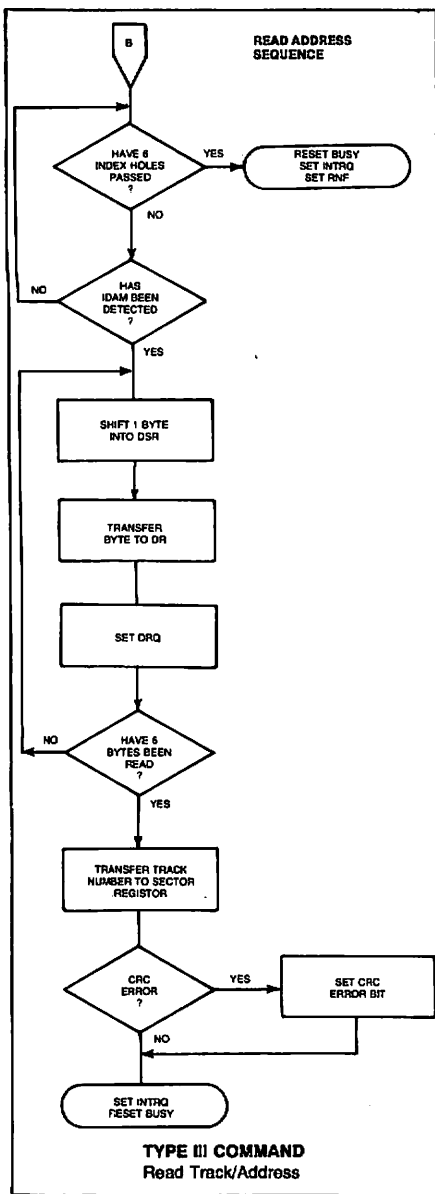 B
READ ADDRESS
SEQUENCE
HAVE 6
INDEX HOLES
PASSED
?
YES
RESET BUSY
SET INTRQ
SET RNF
NO
HAS
IDAM BEEN
DETECTED
?
NO
YES
SHIFT 1 BYTE
INTO DSR
TRANSFER
BYTE TO DR
SET DRQ
HAVE 6
BYTES BEEN
READ
?
NO
YES
TRANSFER TRACK
NUMBER TO SECTOR
REGISTOR
CRC
ERROR
?
YES
SET CRC
ERROR BIT
NO
SET INTRQ
RESET BUSY
TYPE III COMMAND
Read Track/Address